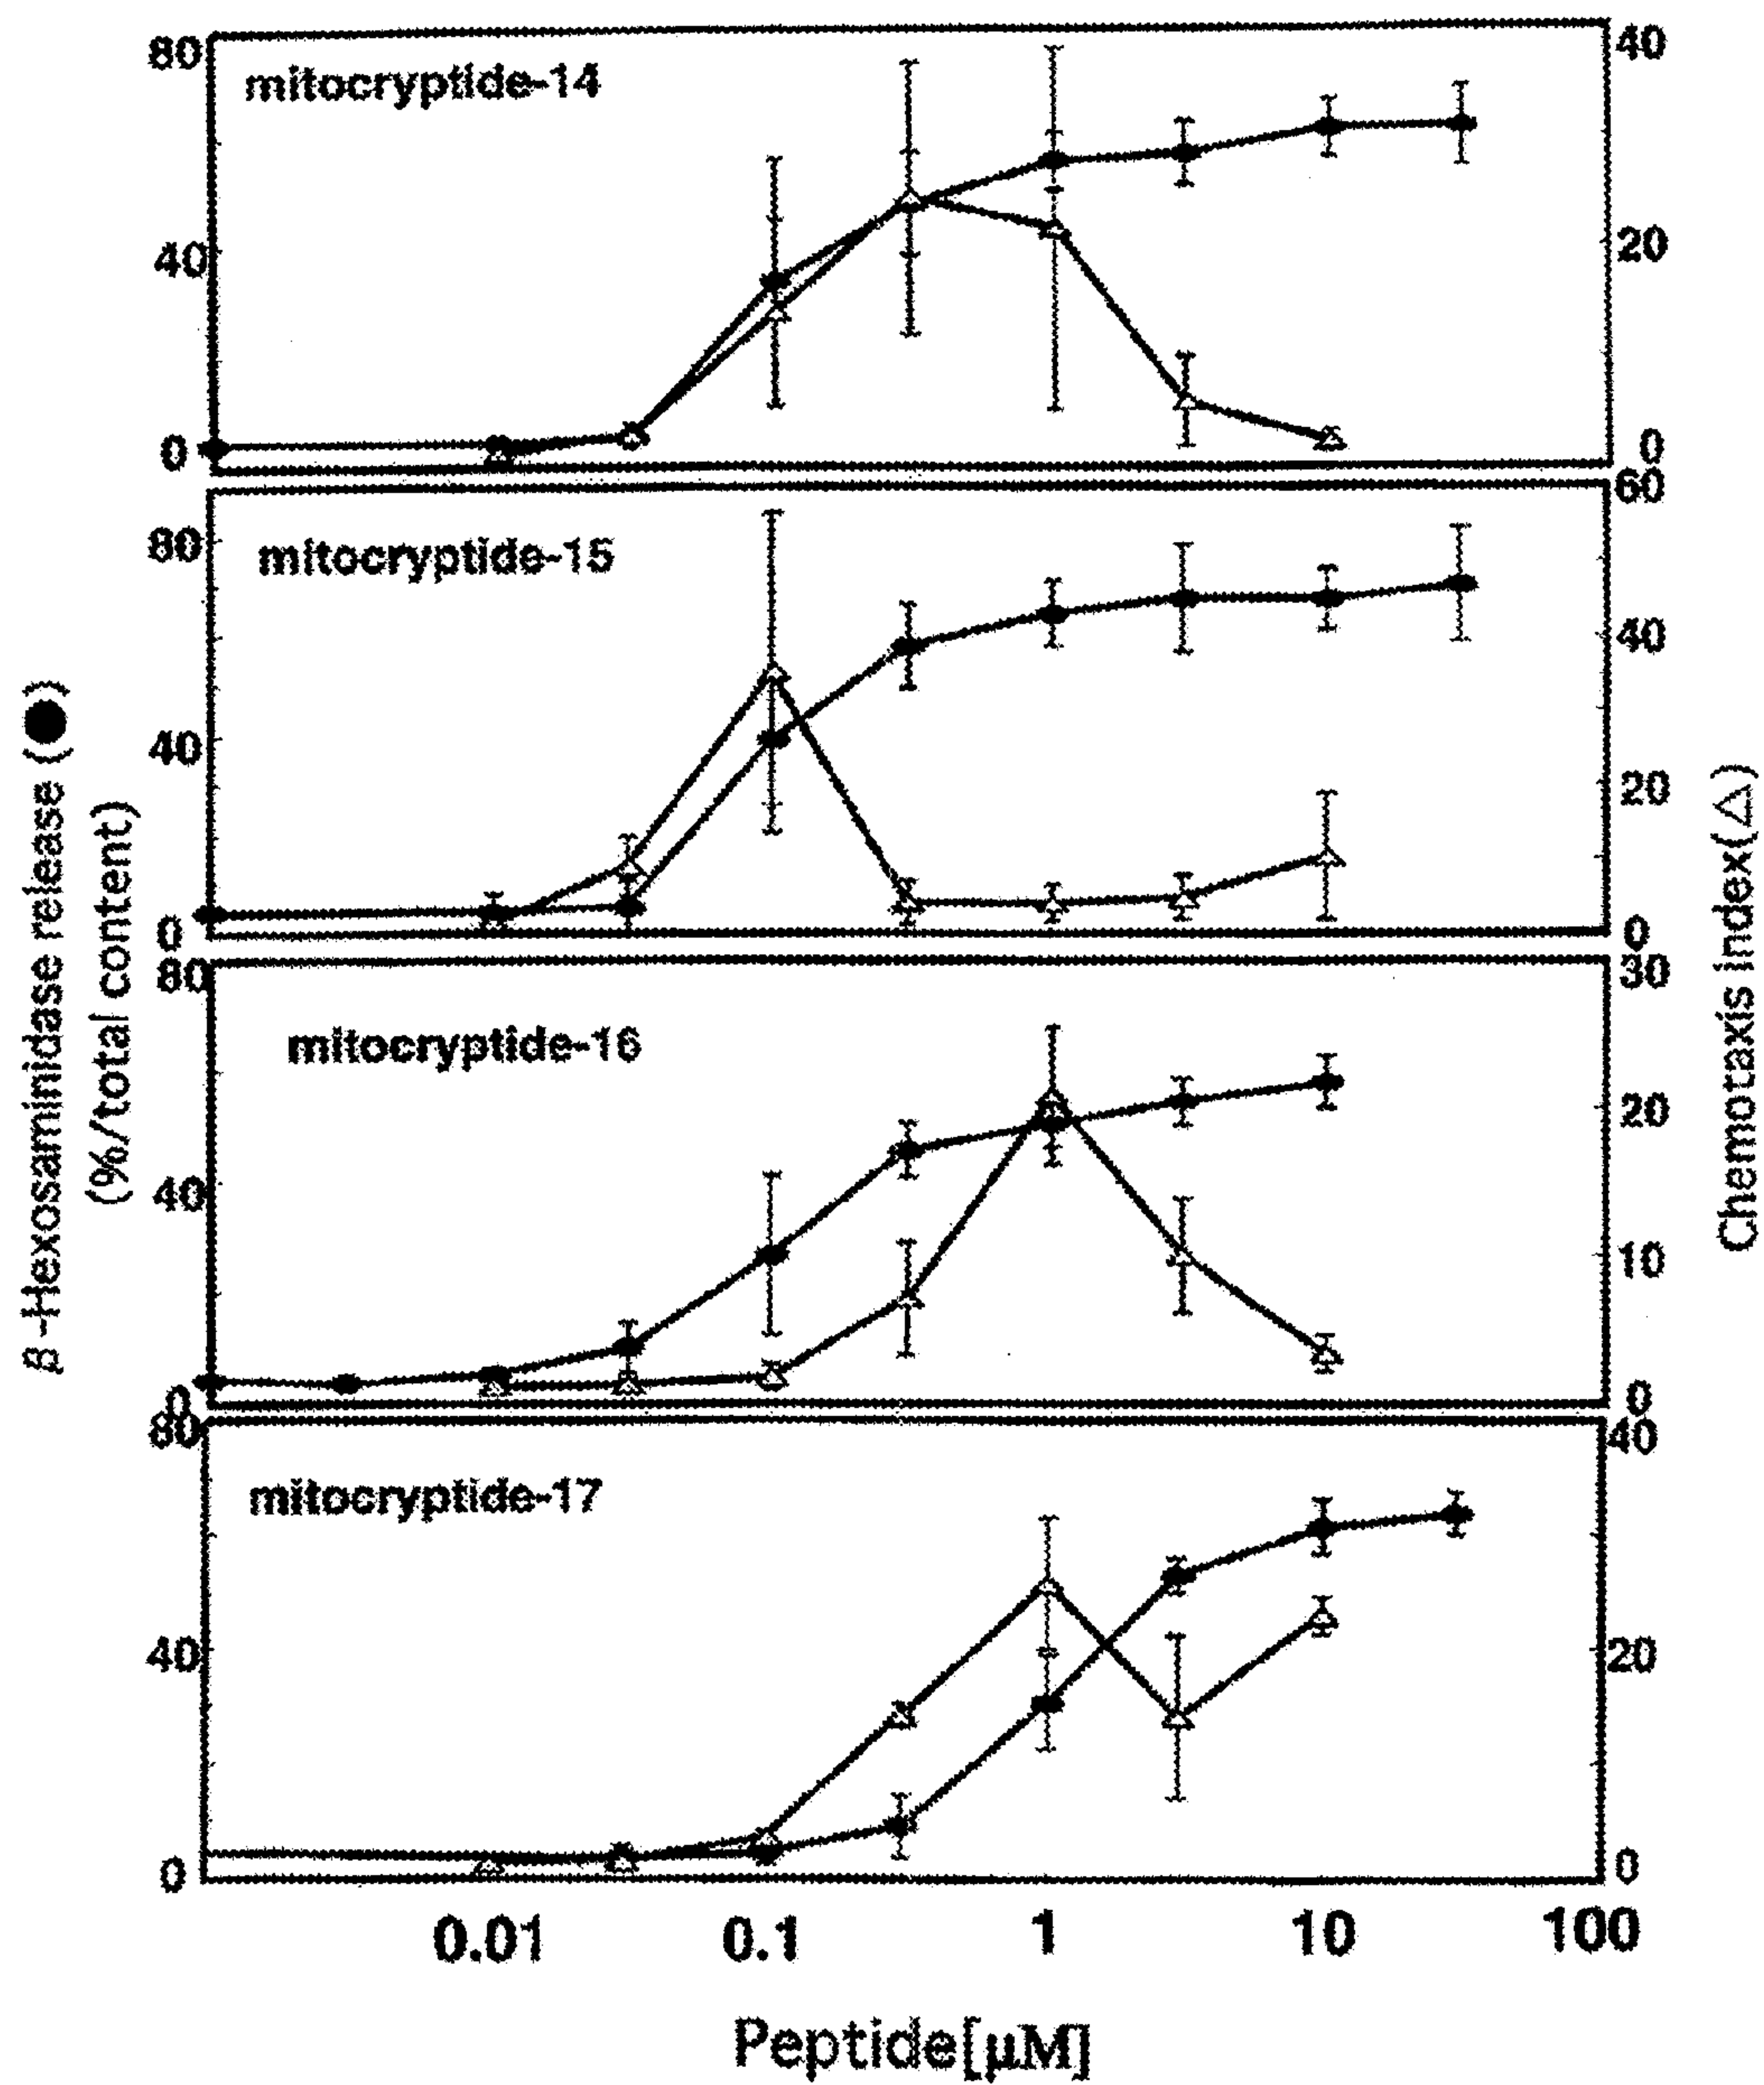 80
40
mitocryptide-14
40
20
0
0
60
80
mitocryptide-15
40
40
20
0
0
80
30
mitocryptide-16
20
40
10
0
0
80
40
mitocryptide-17
40
20
0
0
0.01 0.1 1 10 100
Peptide[μM]
β-Hexosaminidase release (●)
(%/total content)
Chemotaxis index(△)